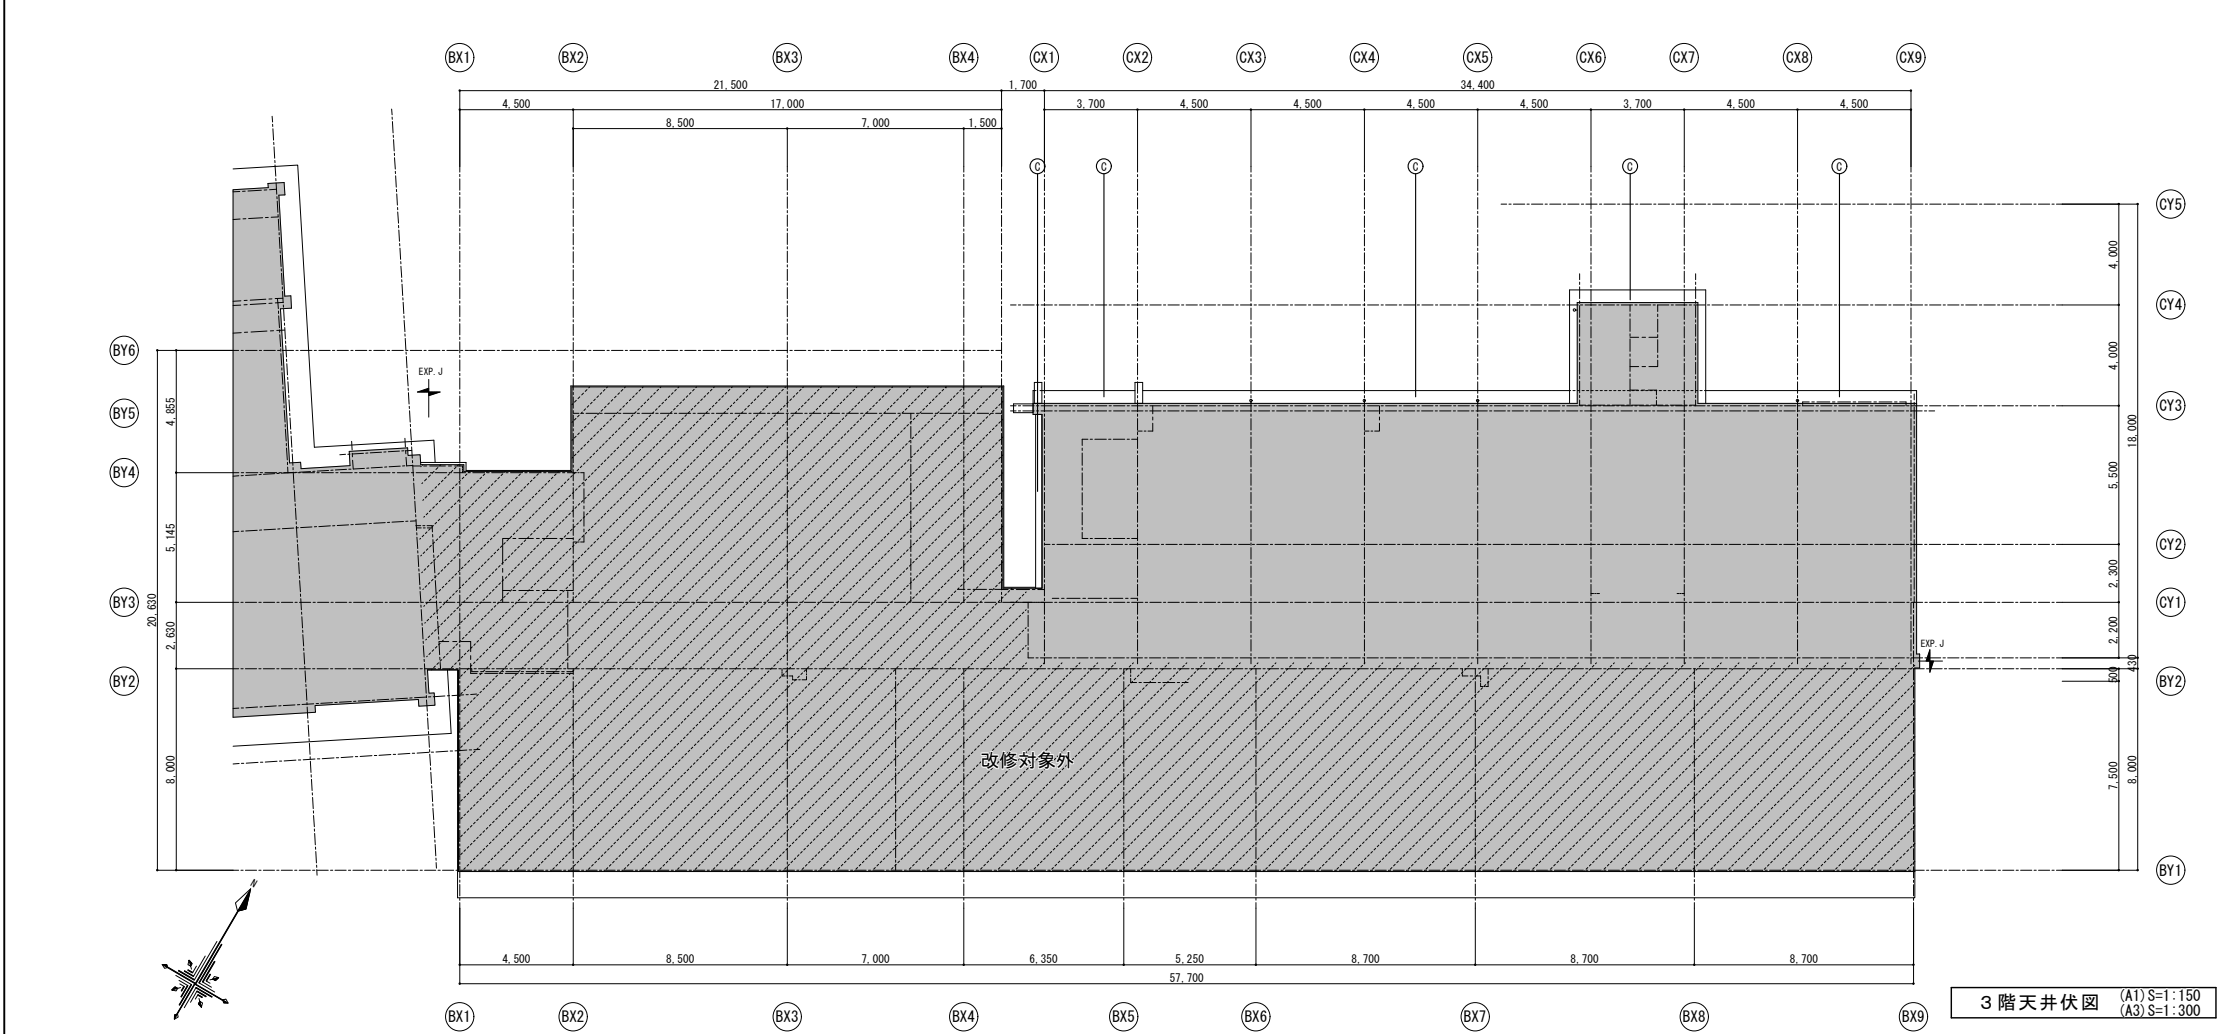 BX1 BX2 BX3 BX4 CX1 CX2 CX3 CX4 CX5 CX6 CX7 CX8 CX9
21,500 1,700 34,400
4,500 17,000 3,700 4,500 4,500 4,500 4,500 3,700 4,500 4,500
8,500 7,000 1,500
C C C C C
CY5
4,000
CY4
BY6
4,000
EXP.J
4,855
BY5
CY3
18,000
BY4
5,500
5,145
CY2
2,300
BY3
CY1
20,630
2,630
2,200
EXP.J
430
500
BY2
BY2
改修対象外
8,000
7,500
8,000
BY1
N
4,500 8,500 7,000 6,350 5,250 8,700 8,700 8,700
57,700
BX1 BX2 BX3 BX4 BX5 BX6 BX7 BX8 BX9
3階天井伏図 (A1)S=1:150
(A3)S=1:300